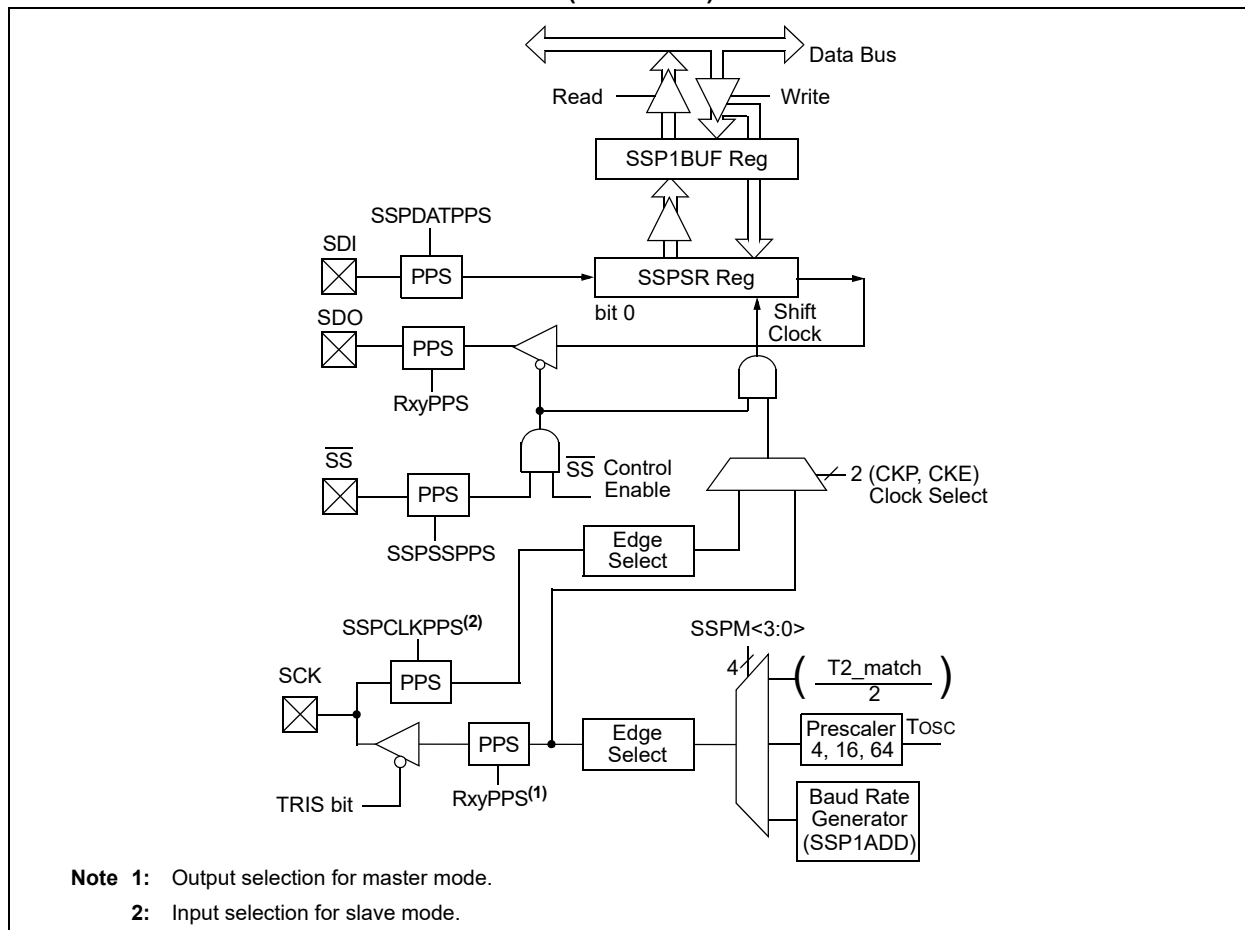 Data Bus
Read
Write
SSP1BUF Reg
SSPDATPPS
SDI
PPS
SSPSR Reg
bit 0
Shift
Clock
SDO
PPS
RxyPPS
SS
PPS
SS Control
Enable
SSPSSPPS
2 (CKP, CKE)
Clock Select
Edge
Select
SSPCLKPPS(2)
SSPM<3:0>
4
SCK
PPS
( T2_match )
2
PPS
Edge
Select
Prescaler
4, 16, 64
TOSC
TRIS bit
RxyPPS(1)
Baud Rate
Generator
(SSP1ADD)
Note 1: Output selection for master mode.
2: Input selection for slave mode.